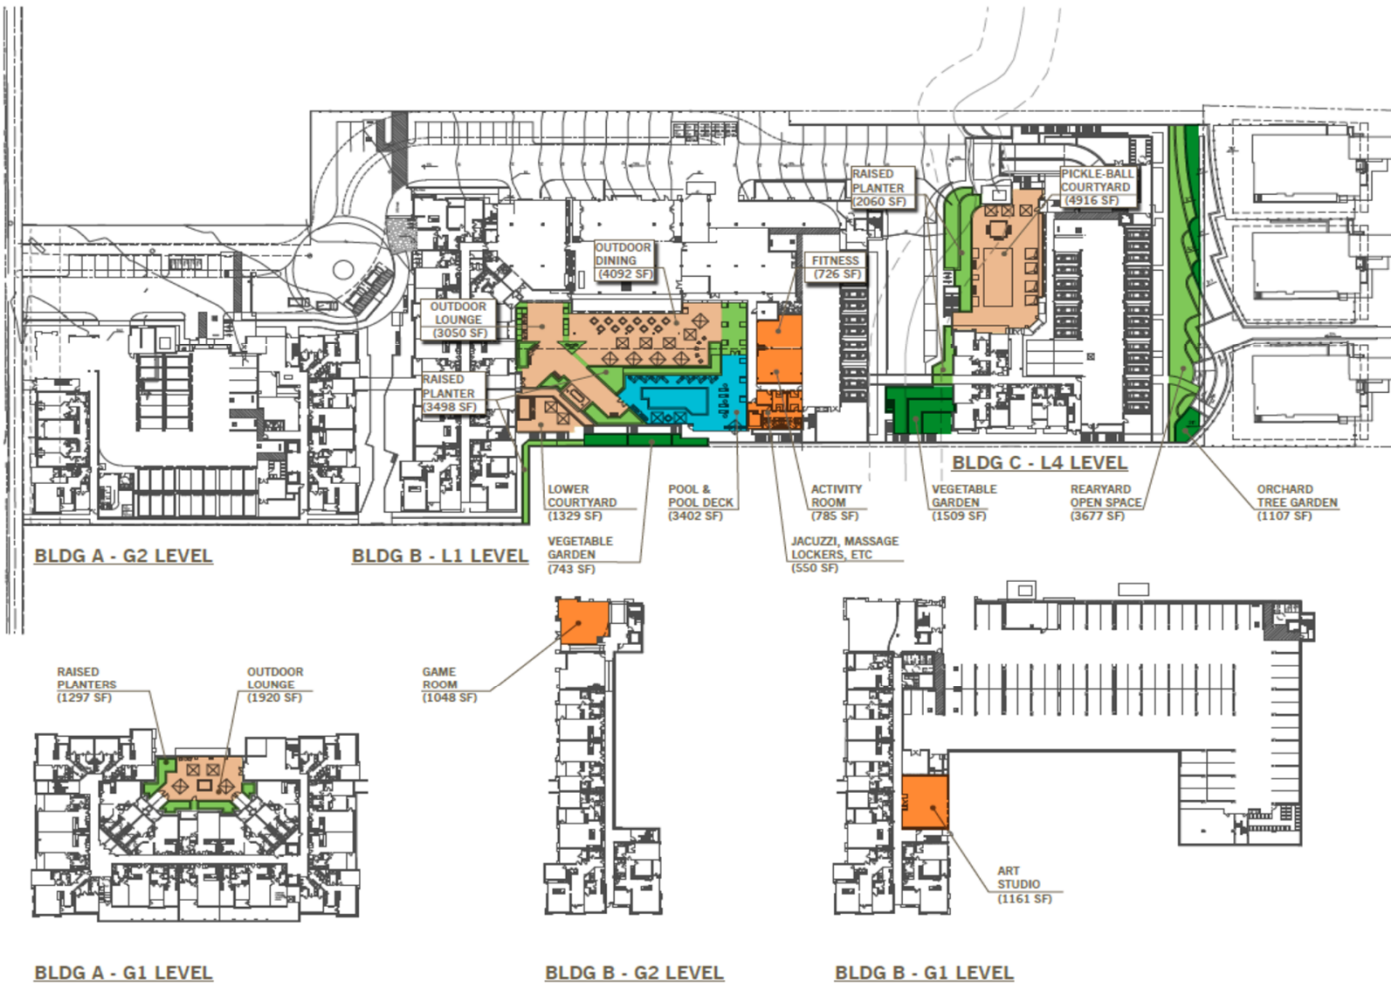 RAISED
PLANTER
(2060 SF)
PICKLE-BALL
COURTYARD
(4916 SF)
OUTDOOR
DINING
(4092 SF)
FITNESS
(726 SF)
OUTDOOR
LOUNGE
(3050 SF)
RAISED
PLANTER
(3498 SF)
BLDG C - L4 LEVEL
LOWER
COURTYARD
(1329 SF)
POOL &
POOL DECK
(3402 SF)
ACTIVITY
ROOM
(785 SF)
VEGETABLE
GARDEN
(1509 SF)
REARYARD
OPEN SPACE
(3677 SF)
ORCHARD
TREE GARDEN
(1107 SF)
VEGETABLE
GARDEN
(743 SF)
JACUZZI, MASSAGE
LOCKERS, ETC
(550 SF)
BLDG A - G2 LEVEL
BLDG B - L1 LEVEL
RAISED
PLANTERS
(1297 SF)
OUTDOOR
LOUNGE
(1920 SF)
GAME
ROOM
(1048 SF)
ART
STUDIO
(1161 SF)
BLDG A - G1 LEVEL
BLDG B - G2 LEVEL
BLDG B - G1 LEVEL